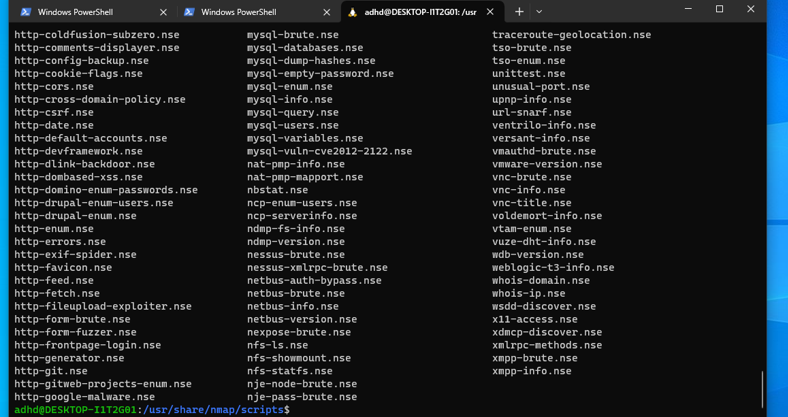 Windows PowerShell Windows PowerShell adhd@DESKTOP-I1T2G01: /usr
http-coldfusion-subzero.nse mysql-brute.nse traceroute-geolocation.nse
http-comments-displayer.nse mysql-databases.nse tso-brute.nse
http-config-backup.nse mysql-dump-hashes.nse tso-enum.nse
http-cookie-flags.nse mysql-empty-password.nse unittest.nse
http-cors.nse mysql-enum.nse unusual-port.nse
http-cross-domain-policy.nse mysql-info.nse upnp-info.nse
http-csrf.nse mysql-query.nse url-snarf.nse
http-date.nse mysql-users.nse ventrilo-info.nse
http-default-accounts.nse mysql-variables.nse versant-info.nse
http-devframework.nse mysql-vuln-cve2012-2122.nse vmauthd-brute.nse
http-dlink-backdoor.nse nat-pmp-info.nse vmware-version.nse
http-dombased-xss.nse nat-pmp-mapport.nse vnc-brute.nse
http-domino-enum-passwords.nse nbstat.nse vnc-info.nse
http-drupal-enum-users.nse ncp-enum-users.nse vnc-title.nse
http-drupal-enum.nse ncp-serverinfo.nse voldemort-info.nse
http-enum.nse ndmp-fs-info.nse vtam-enum.nse
http-errors.nse ndmp-version.nse vuze-dht-info.nse
http-exif-spider.nse nessus-brute.nse wdb-version.nse
http-favicon.nse nessus-xmlrpc-brute.nse weblogic-t3-info.nse
http-feed.nse netbus-auth-bypass.nse whois-domain.nse
http-fetch.nse netbus-brute.nse whois-ip.nse
http-fileupload-exploiter.nse netbus-info.nse wsdd-discover.nse
http-form-brute.nse netbus-version.nse x11-access.nse
http-form-fuzzer.nse nexpose-brute.nse xdmcp-discover.nse
http-frontpage-login.nse nfs-ls.nse xmlrpc-methods.nse
http-generator.nse nfs-showmount.nse xmpp-brute.nse
http-git.nse nfs-statfs.nse xmpp-info.nse
http-gitweb-projects-enum.nse nje-node-brute.nse
http-google-malware.nse nje-pass-brute.nse
adhd@DESKTOP-I1T2G01:/usr/share/nmap/scripts$